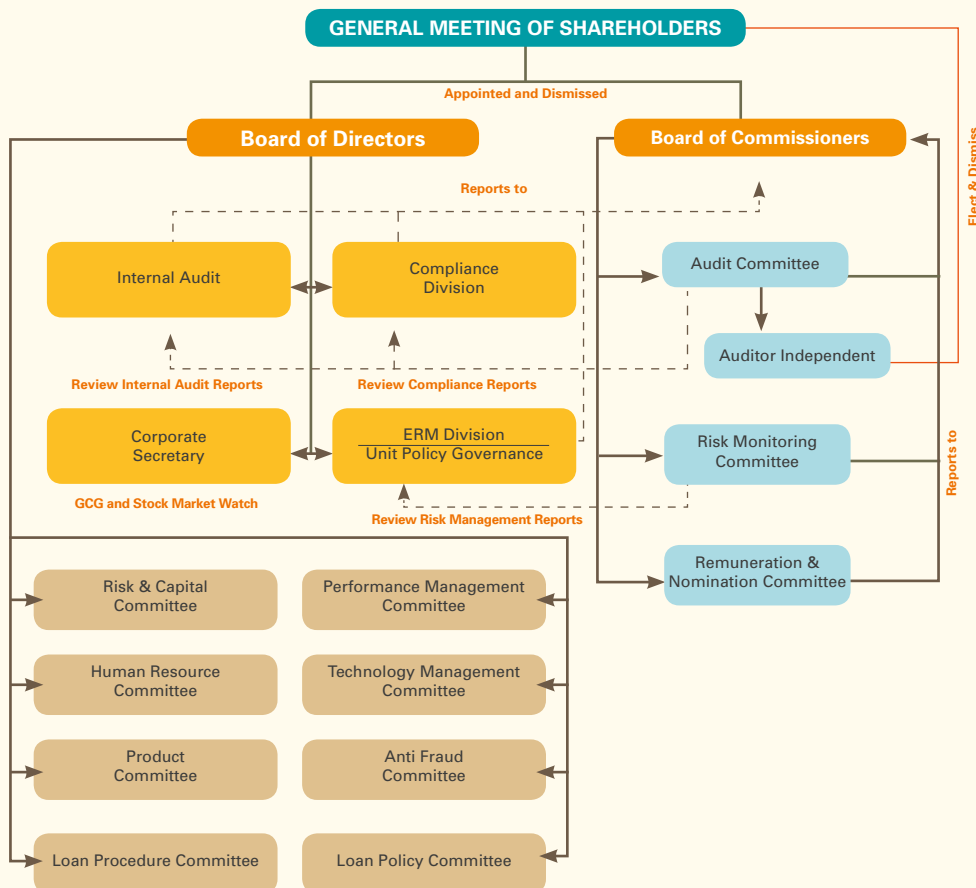 GENERAL MEETING OF SHAREHOLDERS
Appointed and Dismissed
Board of Directors
Board of Commissioners
Elect & Dismiss
Reports to
Internal Audit
Compliance
Division
Audit Committee
Auditor Independent
Review Internal Audit Reports
Review Compliance Reports
Corporate
Secretary
ERM Division
Unit Policy Governance
Risk Monitoring
Committee
Reports to
GCG and Stock Market Watch
Review Risk Management Reports
Remuneration &
Nomination Committee
Risk & Capital
Committee
Performance Management
Committee
Human Resource
Committee
Technology Management
Committee
Product
Committee
Anti Fraud
Committee
Loan Procedure Committee
Loan Policy Committee